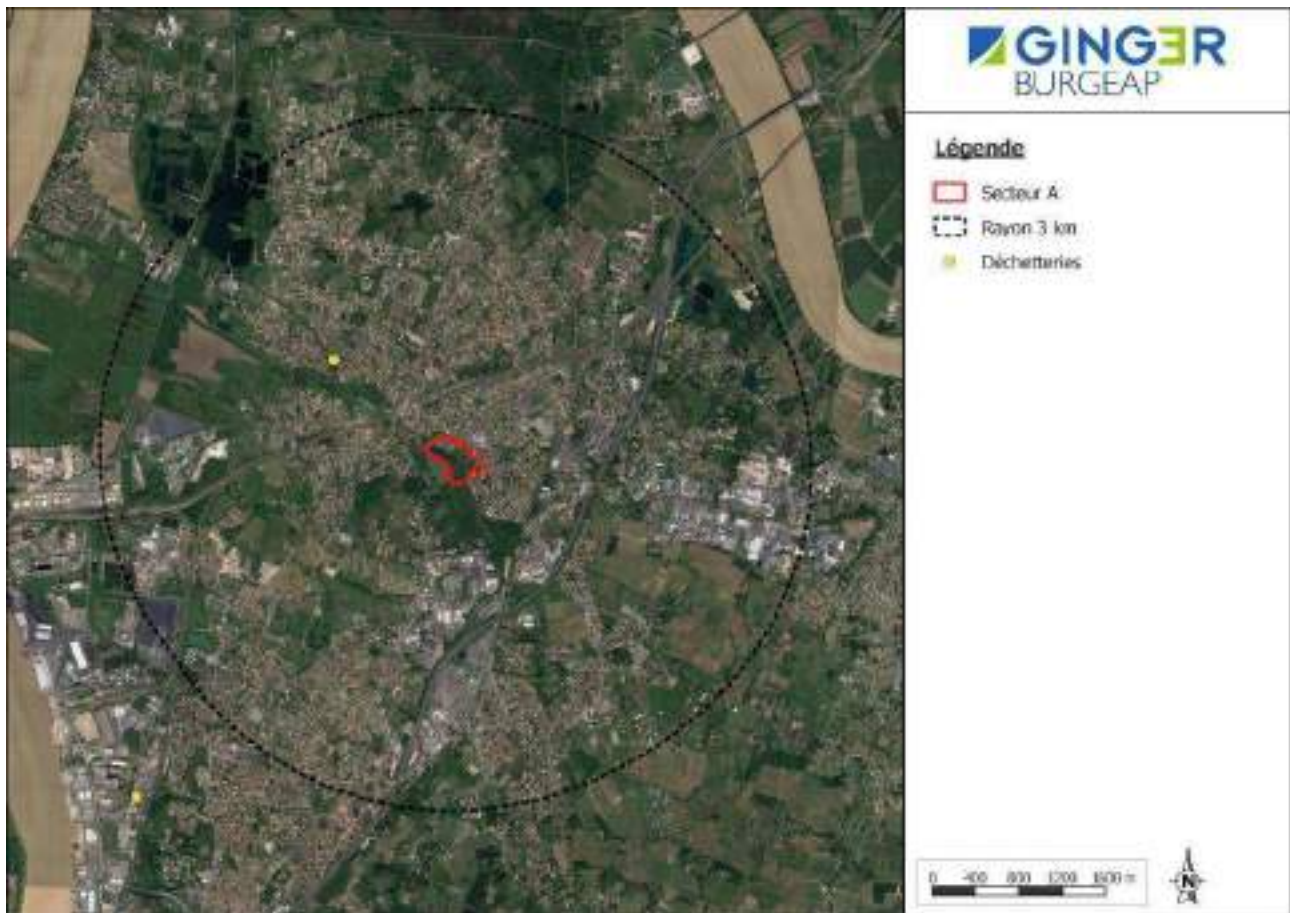 GINGER
BURGEAP
Légende
Secteur A
Rayon 3 km
Déchetteries
0 400 800 1200 1600 m
N